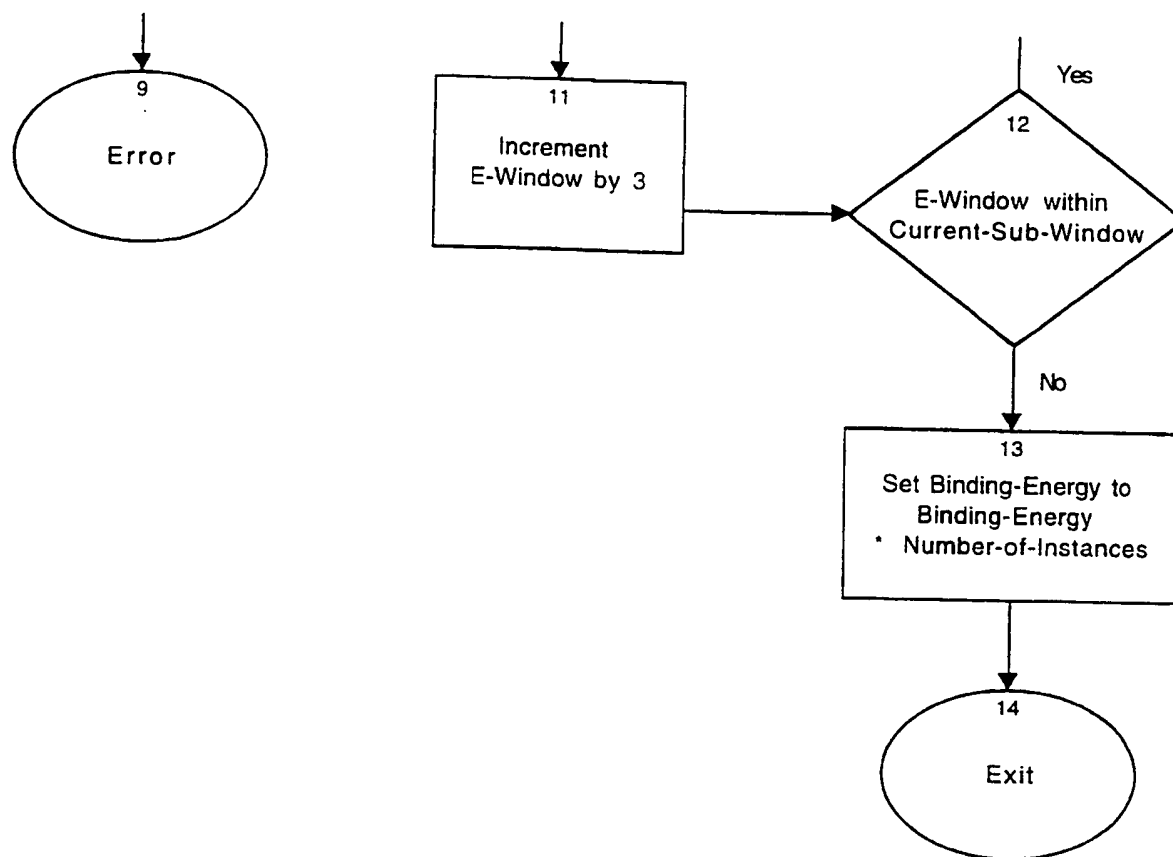 9
Error
11
Increment
E-Window by 3
Yes
12
E-Window within
Current-Sub-Window
No
13
Set Binding-Energy to
Binding-Energy
* Number-of-Instances
14
Exit